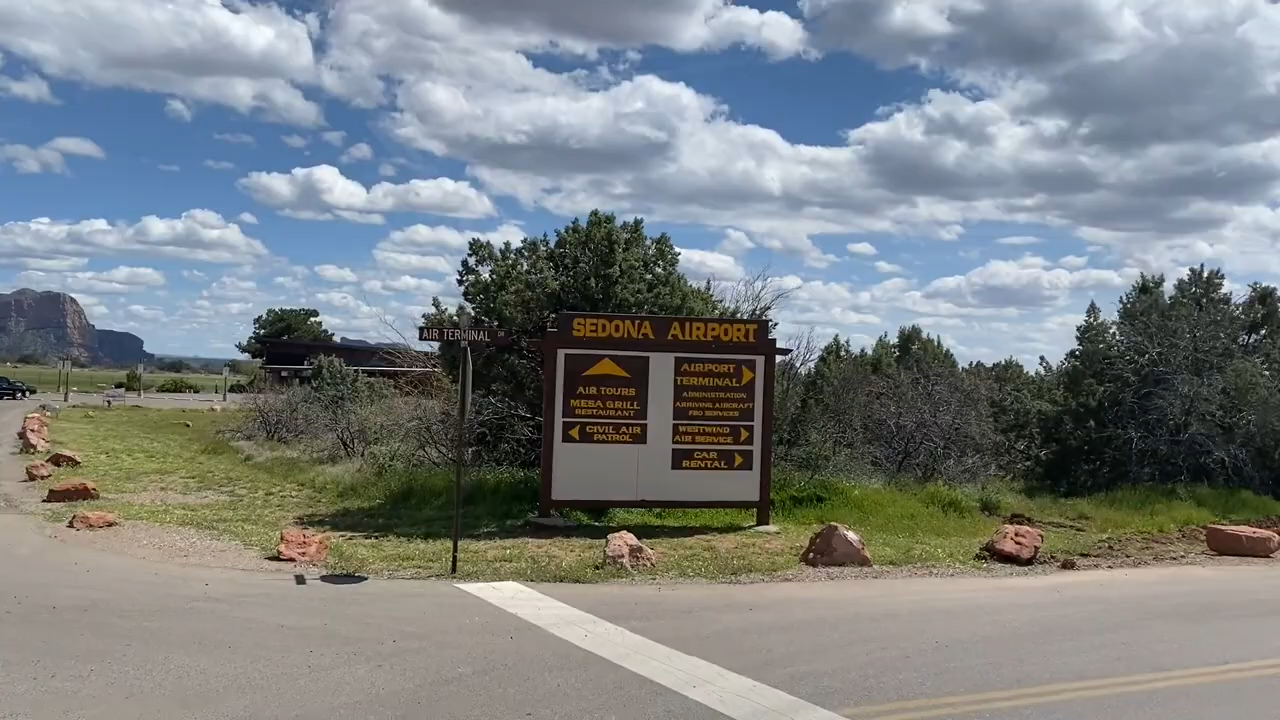 AIR TERMINAL DR
SEDONA AIRPORT
AIR TOURS
MESA GRILL
RESTAURANT
CIVIL AIR
PATROL
AIRPORT
TERMINAL
ADMINISTRATION
ARRIVING AIRCRAFT
FBO SERVICES
WESTWIND
AIR SERVICE
CAR
RENTAL